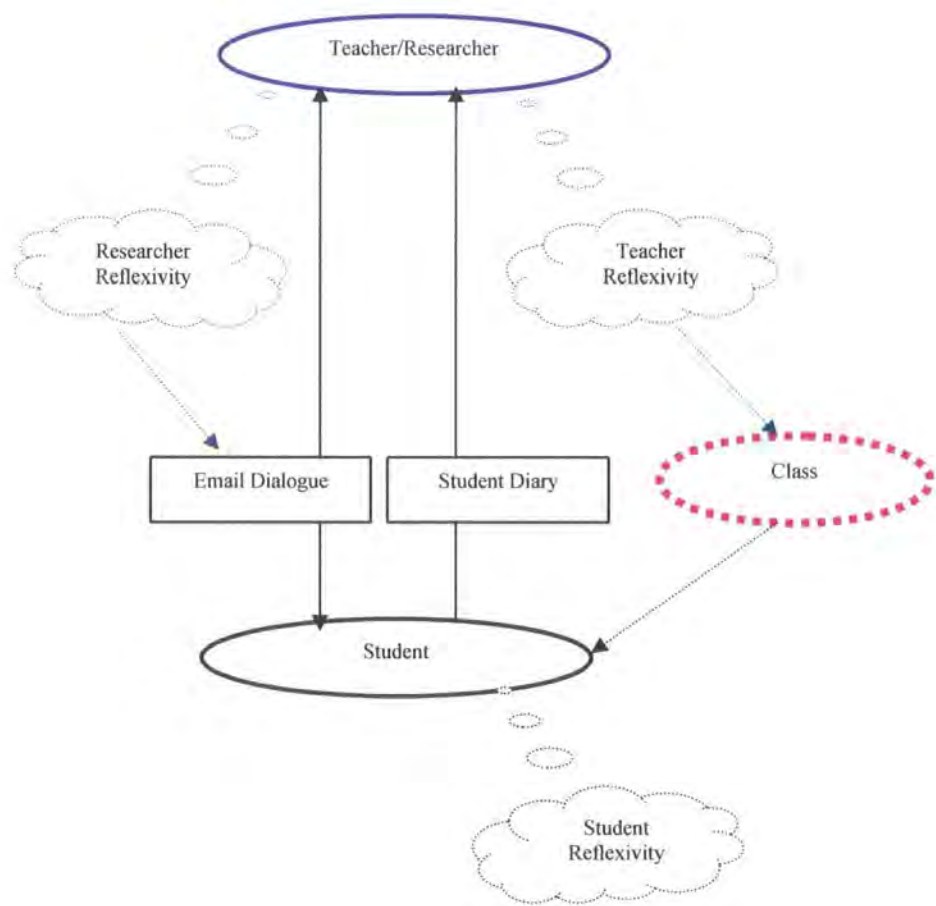 Teacher/Researcher
Researcher
Reflexivity
Teacher
Reflexivity
Email Dialogue
Student Diary
Class
Student
Student
Reflexivity